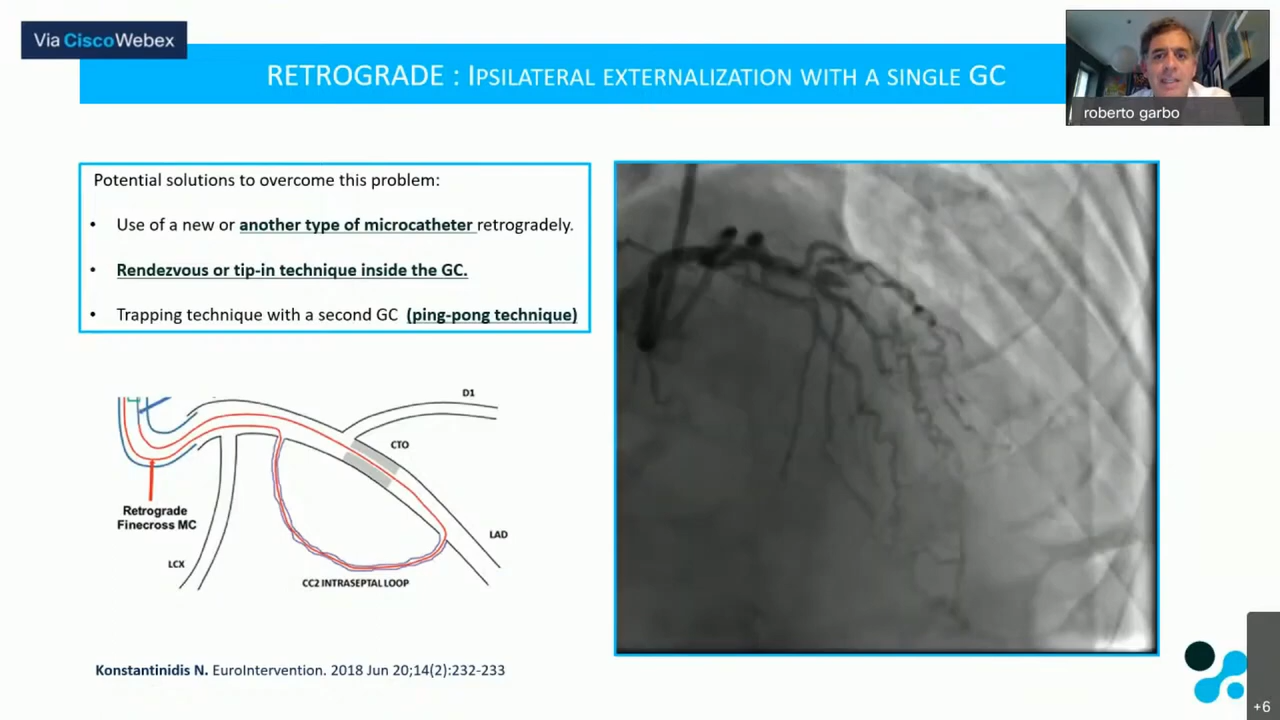 Via Cisco Webex
RETROGRADE : IPSILATERAL EXTERNALIZATION WITH A SINGLE GC
roberto garbo
Potential solutions to overcome this problem:
• Use of a new or another type of microcatheter retrogradely.
• Rendezvous or tip-in technique inside the GC.
• Trapping technique with a second GC (ping-pong technique)
D1
CTO
Retrograde
Finecross MC
LAD
LCX
CC2 INTRASEPTAL LOOP
Konstantinidis N. EuroIntervention. 2018 Jun 20;14(2):232-233
+6